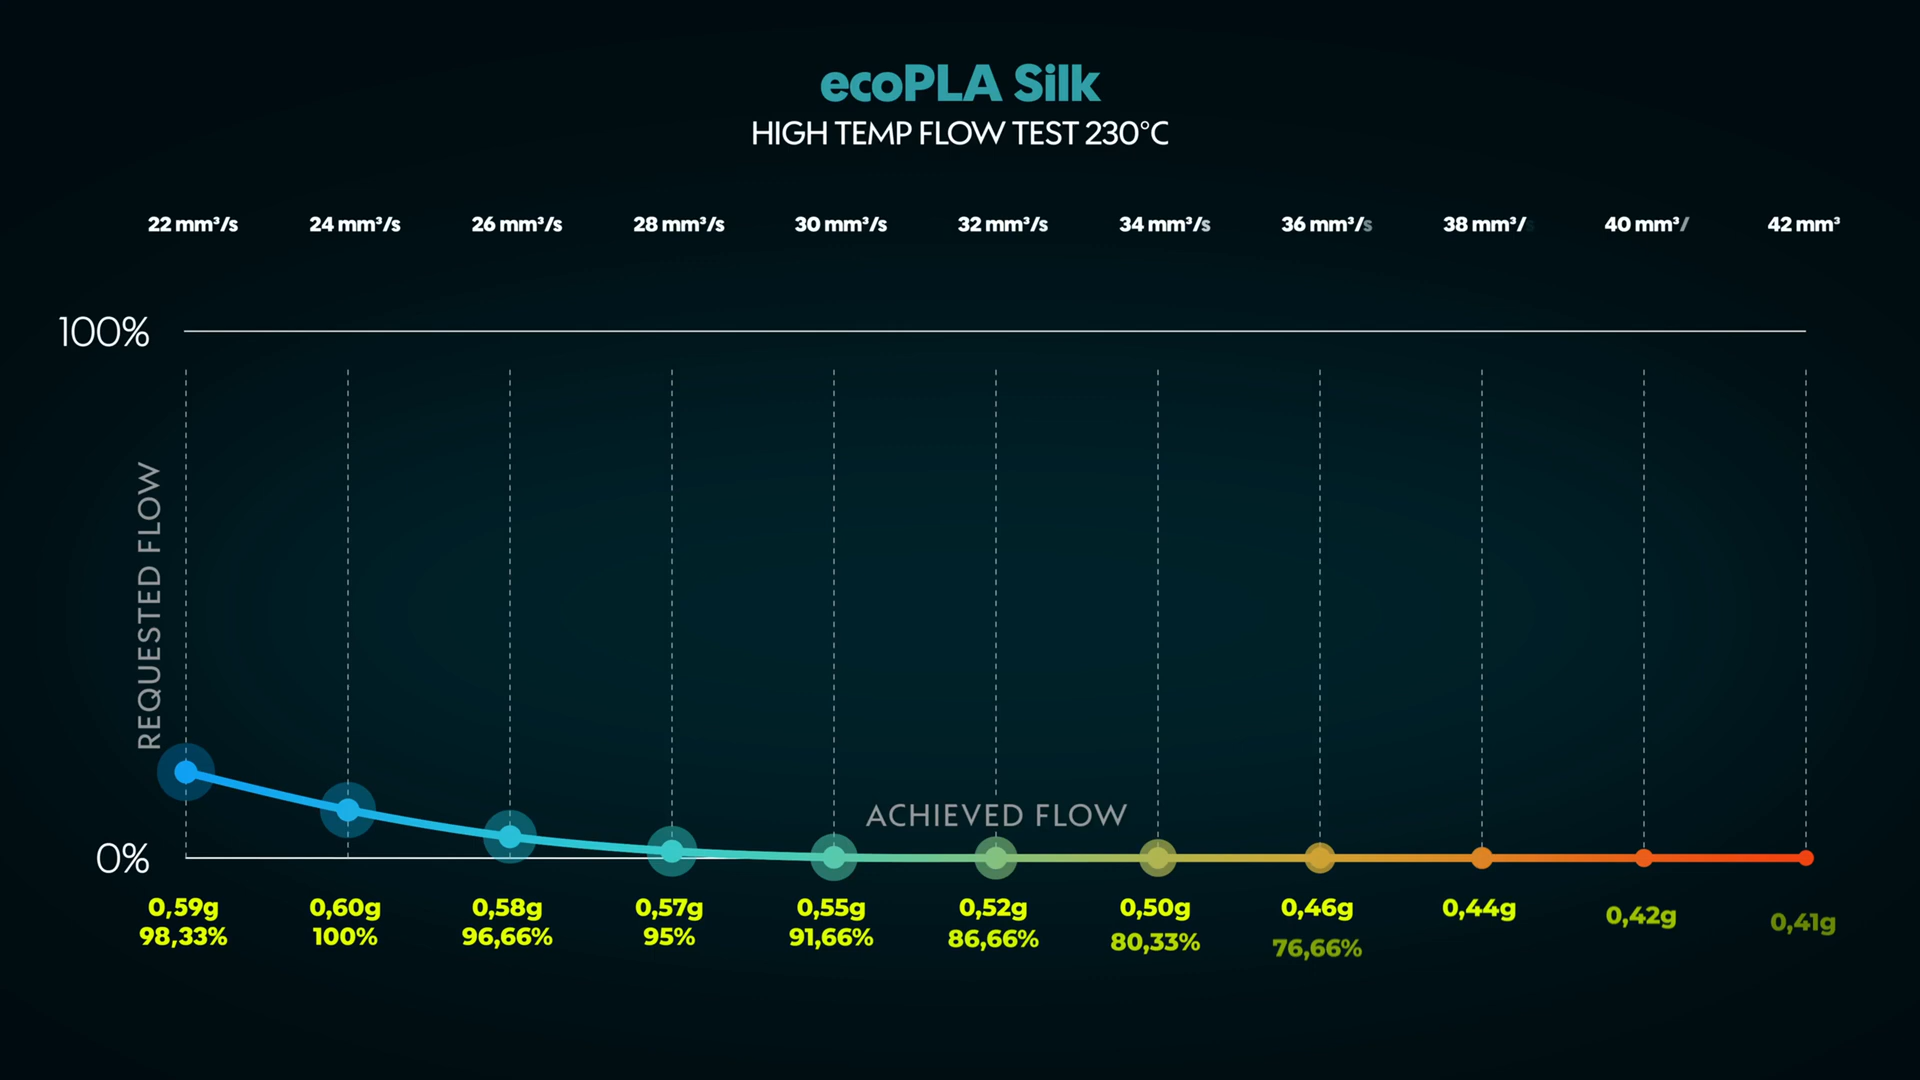 ecoPLA Silk
HIGH TEMP FLOW TEST 230°C
22 mm³/s 24 mm³/s 26 mm³/s 28 mm³/s 30 mm³/s 32 mm³/s 34 mm³/s 36 mm³/s 38 mm³/s 40 mm³/ 42 mm³
100%
REQUESTED FLOW
ACHIEVED FLOW
0%
0,59g 0,60g 0,58g 0,57g 0,55g 0,52g 0,50g 0,46g 0,44g 0,42g 0,41g
98,33% 100% 96,66% 95% 91,66% 86,66% 80,33% 76,66%